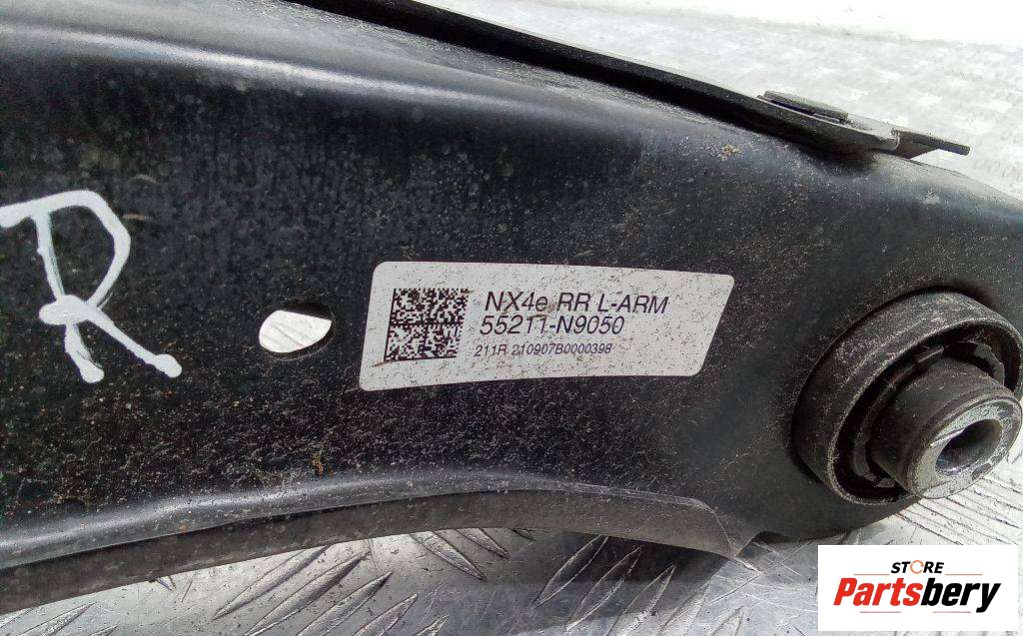 R
NX4e RR L-ARM
55211-N9050
211R 210907B0000398
STORE
Partsbery